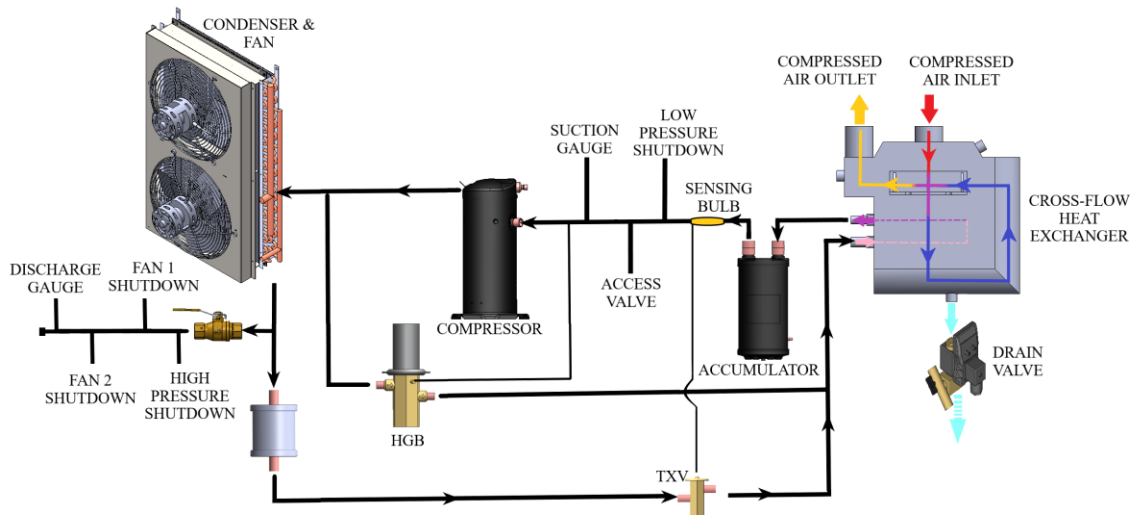 CONDENSER &
FAN
COMPRESSED
AIR OUTLET
COMPRESSED
AIR INLET
SUCTION
GAUGE
LOW
PRESSURE
SHUTDOWN
SENSING
BULB
CROSS-FLOW
HEAT
EXCHANGER
DISCHARGE
GAUGE
FAN 1
SHUTDOWN
ACCESS
VALVE
COMPRESSOR
ACCUMULATOR
DRAIN
VALVE
FAN 2
SHUTDOWN
HIGH
PRESSURE
SHUTDOWN
HGB
TXV